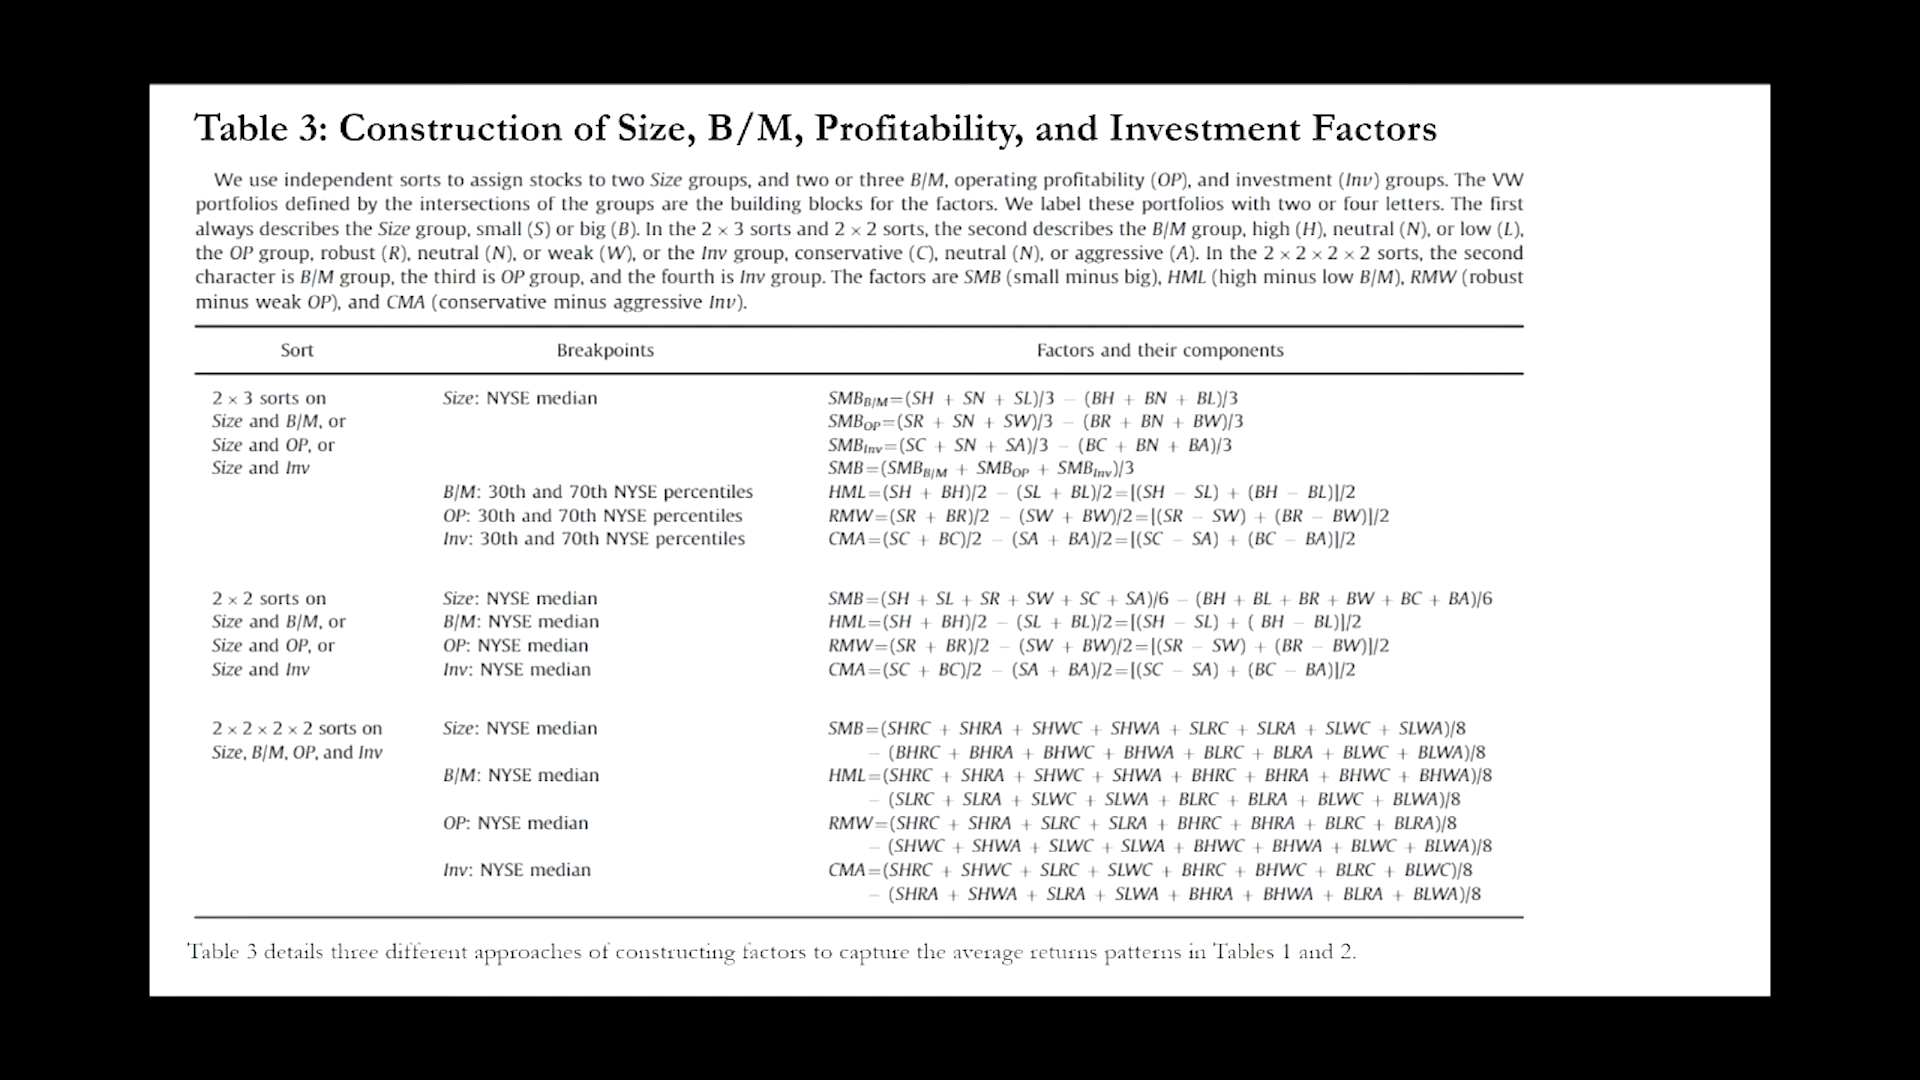 Table 3: Construction of Size, B/M, Profitability, and Investment Factors
We use independent sorts to assign stocks to two Size groups, and two or three B/M, operating profitability (OP), and investment (Inv) groups. The VW
portfolios defined by the intersections of the groups are the building blocks for the factors. We label these portfolios with two or four letters. The first
always describes the Size group, small (S) or big (B). In the 2 × 3 sorts and 2 × 2 sorts, the second describes the B/M group, high (H), neutral (N), or low (L),
the OP group, robust (R), neutral (N), or weak (W), or the Inv group, conservative (C), neutral (N), or aggressive (A). In the 2 × 2 × 2 × 2 sorts, the second
character is B/M group, the third is OP group, and the fourth is Inv group. The factors are SMB (small minus big), HML (high minus low B/M), RMW (robust
minus weak OP), and CMA (conservative minus aggressive Inv).
Sort Breakpoints Factors and their components
2 × 3 sorts on Size: NYSE median SMB_B/M=(SH + SN + SL)/3 − (BH + BN + BL)/3
Size and B/M, or SMB_OP=(SR + SN + SW)/3 − (BR + BN + BW)/3
Size and OP, or SMB_Inv=(SC + SN + SA)/3 − (BC + BN + BA)/3
Size and Inv SMB=(SMB_B/M + SMB_OP + SMB_Inv)/3
B/M: 30th and 70th NYSE percentiles HML=(SH + BH)/2 − (SL + BL)/2=[(SH − SL) + (BH − BL)]/2
OP: 30th and 70th NYSE percentiles RMW=(SR + BR)/2 − (SW + BW)/2=[(SR − SW) + (BR − BW)]/2
Inv: 30th and 70th NYSE percentiles CMA=(SC + BC)/2 − (SA + BA)/2=[(SC − SA) + (BC − BA)]/2
2 × 2 sorts on Size: NYSE median SMB=(SH + SL + SR + SW + SC + SA)/6 − (BH + BL + BR + BW + BC + BA)/6
Size and B/M, or B/M: NYSE median HML=(SH + BH)/2 − (SL + BL)/2=[(SH − SL) + ( BH − BL)]/2
Size and OP, or OP: NYSE median RMW=(SR + BR)/2 − (SW + BW)/2=[(SR − SW) + (BR − BW)]/2
Size and Inv Inv: NYSE median CMA=(SC + BC)/2 − (SA + BA)/2=[(SC − SA) + (BC − BA)]/2
2 × 2 × 2 × 2 sorts on Size: NYSE median SMB=(SHRC + SHRA + SHWC + SHWA + SLRC + SLRA + SLWC + SLWA)/8
Size, B/M, OP, and Inv − (BHRC + BHRA + BHWC + BHWA + BLRC + BLRA + BLWC + BLWA)/8
B/M: NYSE median HML=(SHRC + SHRA + SHWC + SHWA + BHRC + BHRA + BHWC + BHWA)/8
− (SLRC + SLRA + SLWC + SLWA + BLRC + BLRA + BLWC + BLWA)/8
OP: NYSE median RMW=(SHRC + SHRA + SLRC + SLRA + BHRC + BHRA + BLRC + BLRA)/8
− (SHWC + SHWA + SLWC + SLWA + BHWC + BHWA + BLWC + BLWA)/8
Inv: NYSE median CMA=(SHRC + SHWC + SLRC + SLWC + BHRC + BHWC + BLRC + BLWC)/8
− (SHRA + SHWA + SLRA + SLWA + BHRA + BHWA + BLRA + BLWA)/8
Table 3 details three different approaches of constructing factors to capture the average returns patterns in Tables 1 and 2.